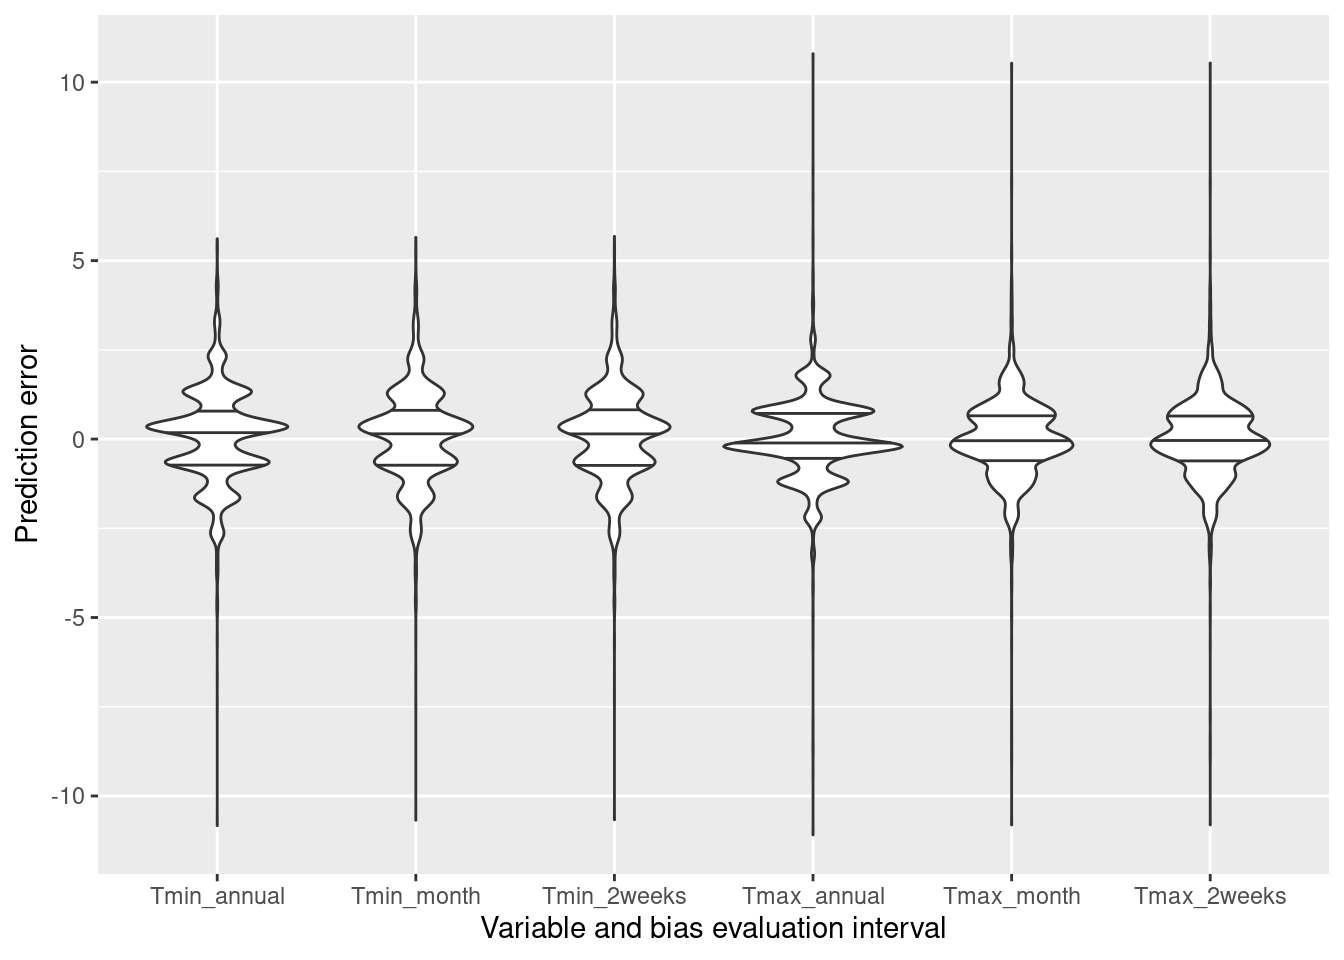 Prediction error
10
5
0
-5
-10
Tmin_annual Tmin_month Tmin_2weeks Tmax_annual Tmax_month Tmax_2weeks
Variable and bias evaluation interval